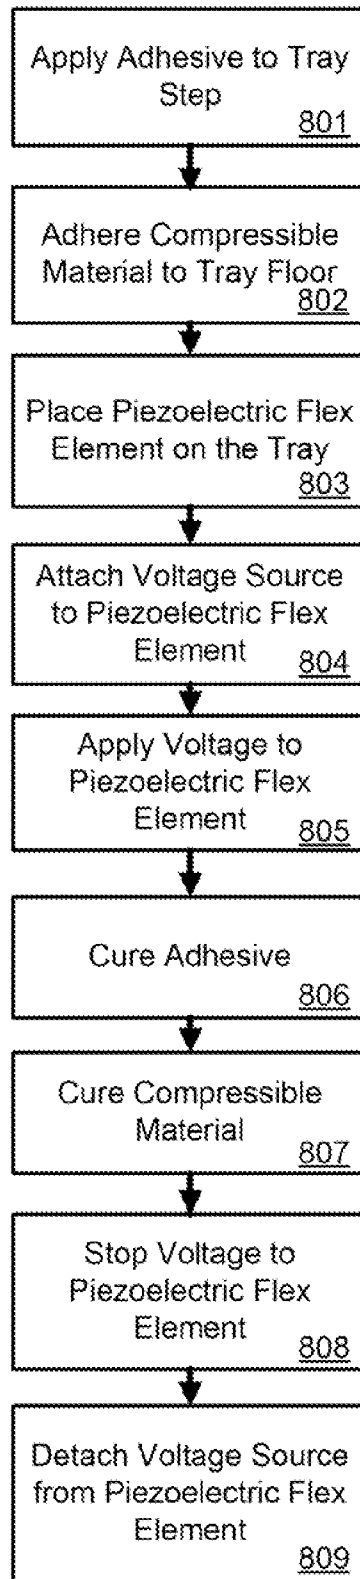 Apply Adhesive to Tray
Step
801
Adhere Compressible
Material to Tray Floor
802
Place Piezoelectric Flex
Element on the Tray
803
Attach Voltage Source
to Piezoelectric Flex
Element
804
Apply Voltage to
Piezoelectric Flex
Element
805
Cure Adhesive
806
Cure Compressible
Material
807
Stop Voltage to
Piezoelectric Flex
Element
808
Detach Voltage Source
from Piezoelectric Flex
Element
809